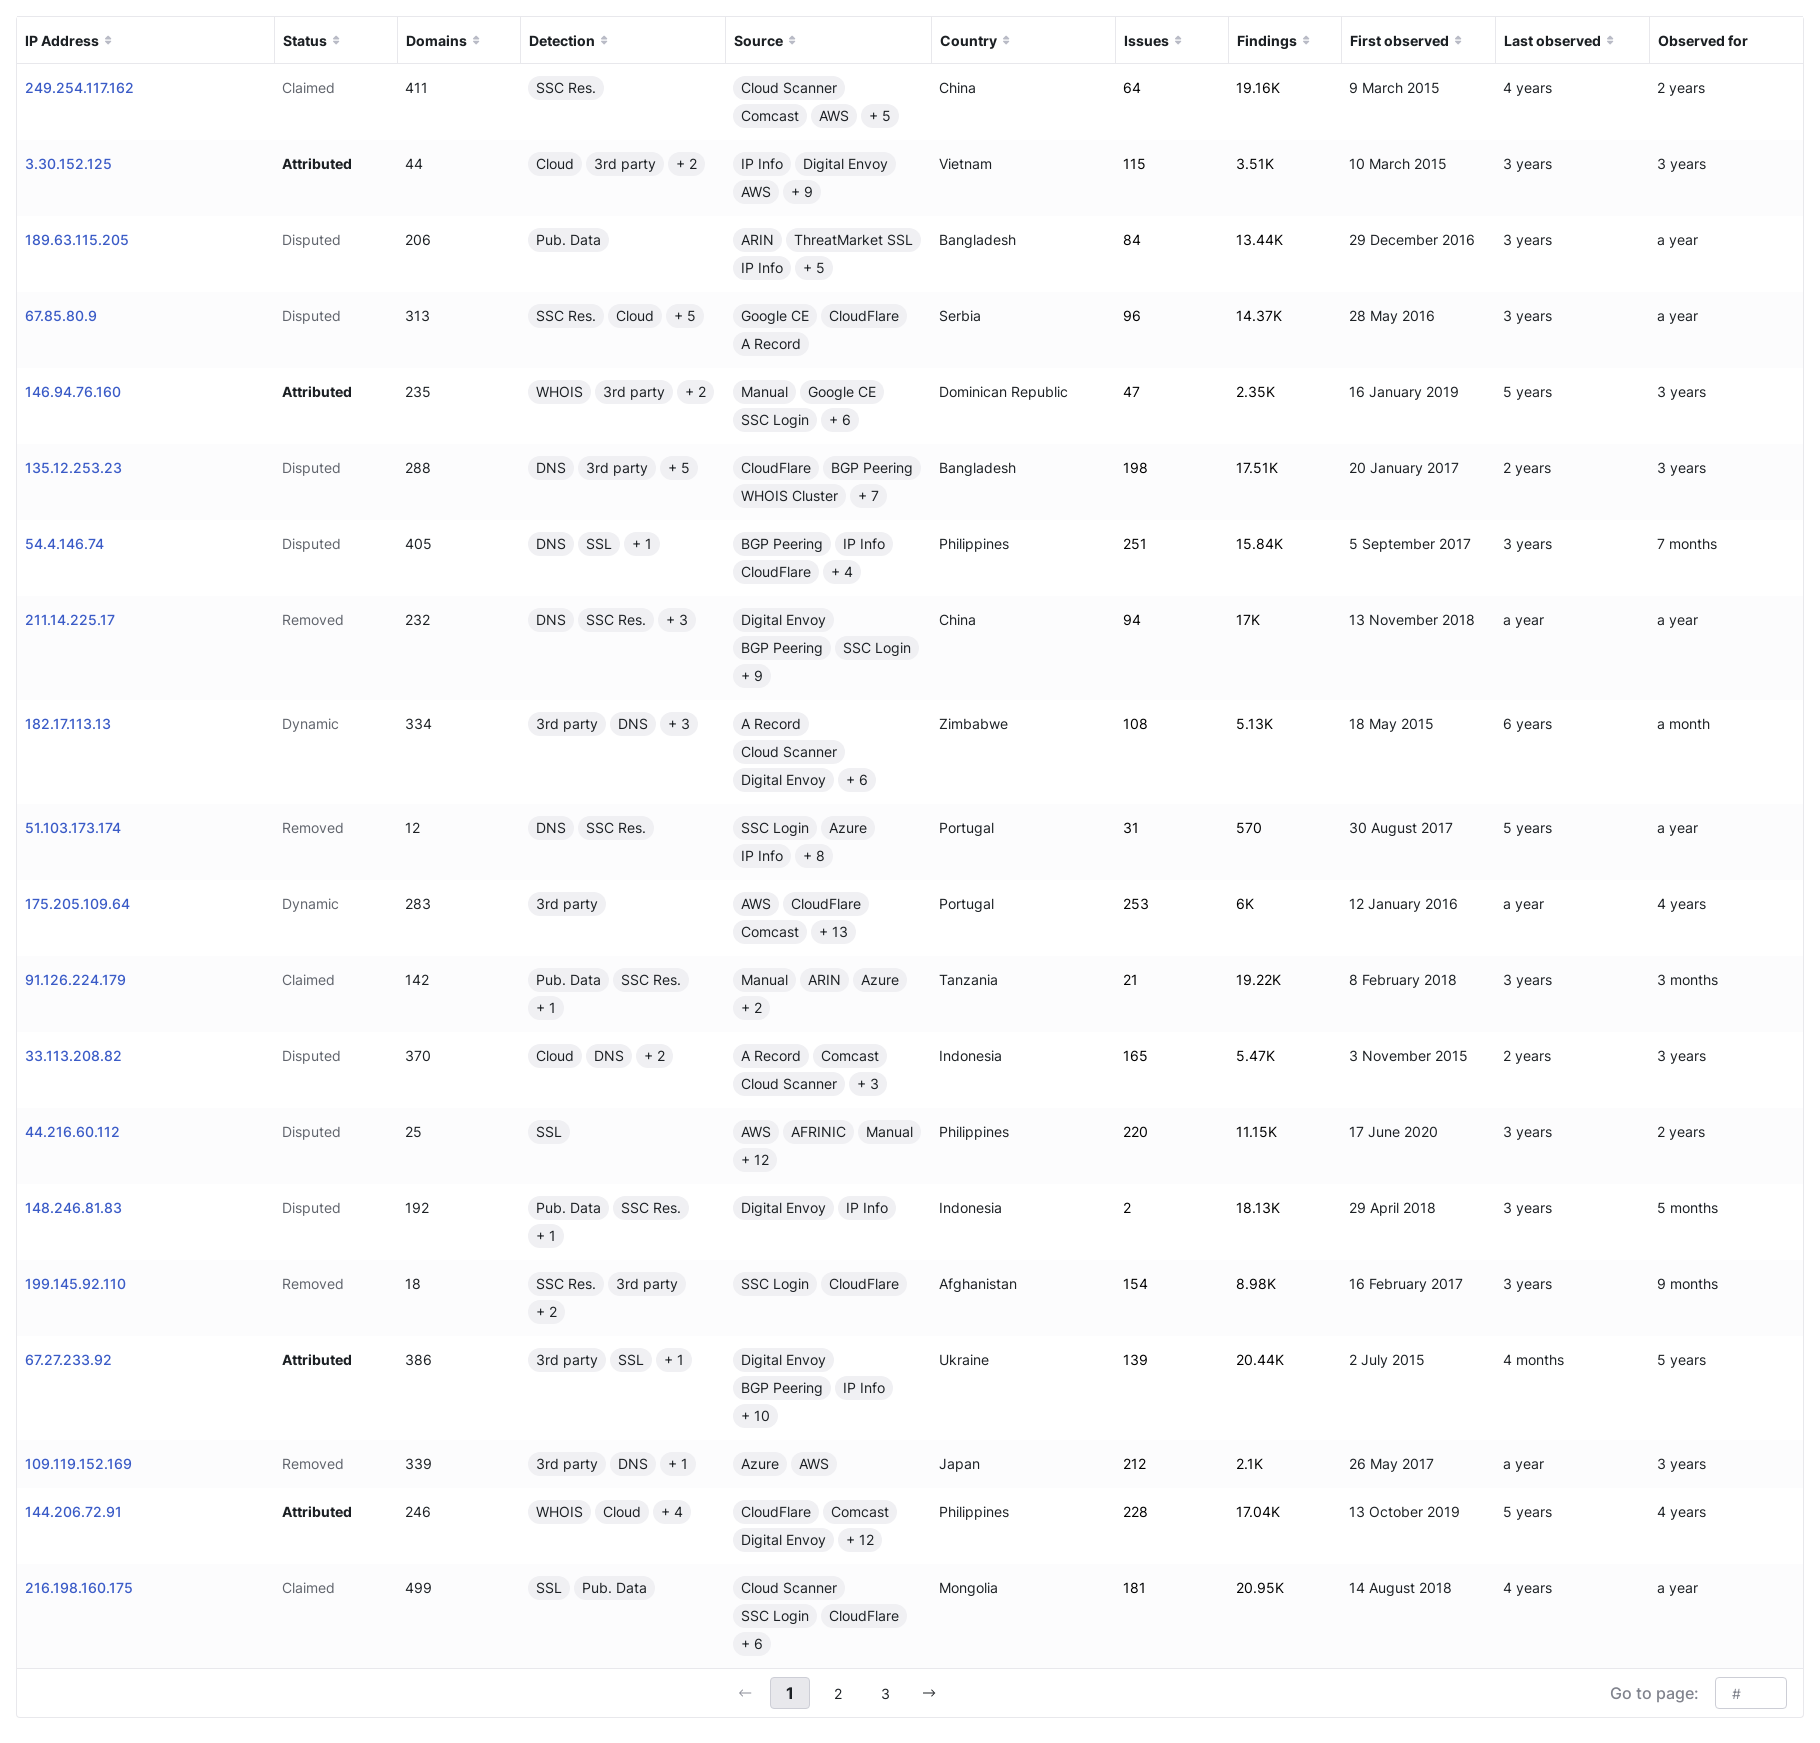 IP Address Status Domains Detection Source Country Issues Findings First observed Last observed Observed for
249.254.117.162 Claimed 411 SSC Res. Cloud Scanner China 64 19.16K 9 March 2015 4 years 2 years
Comcast AWS + 5
3.30.152.125 Attributed 44 Cloud 3rd party + 2 IP Info Digital Envoy Vietnam 115 3.51K 10 March 2015 3 years 3 years
AWS + 9
189.63.115.205 Disputed 206 Pub. Data ARIN ThreatMarket SSL Bangladesh 84 13.44K 29 December 2016 3 years a year
IP Info + 5
67.85.80.9 Disputed 313 SSC Res. Cloud + 5 Google CE CloudFlare Serbia 96 14.37K 28 May 2016 3 years a year
A Record
146.94.76.160 Attributed 235 WHOIS 3rd party + 2 Manual Google CE Dominican Republic 47 2.35K 16 January 2019 5 years 3 years
SSC Login + 6
135.12.253.23 Disputed 288 DNS 3rd party + 5 CloudFlare BGP Peering Bangladesh 198 17.51K 20 January 2017 2 years 3 years
WHOIS Cluster + 7
54.4.146.74 Disputed 405 DNS SSL + 1 BGP Peering IP Info Philippines 251 15.84K 5 September 2017 3 years 7 months
CloudFlare + 4
211.14.225.17 Removed 232 DNS SSC Res. + 3 Digital Envoy China 94 17K 13 November 2018 a year a year
BGP Peering SSC Login
+ 9
182.17.113.13 Dynamic 334 3rd party DNS + 3 A Record Zimbabwe 108 5.13K 18 May 2015 6 years a month
Cloud Scanner
Digital Envoy + 6
51.103.173.174 Removed 12 DNS SSC Res. SSC Login Azure Portugal 31 570 30 August 2017 5 years a year
IP Info + 8
175.205.109.64 Dynamic 283 3rd party AWS CloudFlare Portugal 253 6K 12 January 2016 a year 4 years
Comcast + 13
91.126.224.179 Claimed 142 Pub. Data SSC Res. Manual ARIN Azure Tanzania 21 19.22K 8 February 2018 3 years 3 months
+ 1 + 2
33.113.208.82 Disputed 370 Cloud DNS + 2 A Record Comcast Indonesia 165 5.47K 3 November 2015 2 years 3 years
Cloud Scanner + 3
44.216.60.112 Disputed 25 SSL AWS AFRINIC Manual Philippines 220 11.15K 17 June 2020 3 years 2 years
+ 12
148.246.81.83 Disputed 192 Pub. Data SSC Res. Digital Envoy IP Info Indonesia 2 18.13K 29 April 2018 3 years 5 months
+ 1
199.145.92.110 Removed 18 SSC Res. 3rd party SSC Login CloudFlare Afghanistan 154 8.98K 16 February 2017 3 years 9 months
+ 2
67.27.233.92 Attributed 386 3rd party SSL + 1 Digital Envoy Ukraine 139 20.44K 2 July 2015 4 months 5 years
BGP Peering IP Info
+ 10
109.119.152.169 Removed 339 3rd party DNS + 1 Azure AWS Japan 212 2.1K 26 May 2017 a year 3 years
144.206.72.91 Attributed 246 WHOIS Cloud + 4 CloudFlare Comcast Philippines 228 17.04K 13 October 2019 5 years 4 years
Digital Envoy + 12
216.198.160.175 Claimed 499 SSL Pub. Data Cloud Scanner Mongolia 181 20.95K 14 August 2018 4 years a year
SSC Login CloudFlare
+ 6
← 1 2 3 → Go to page: #